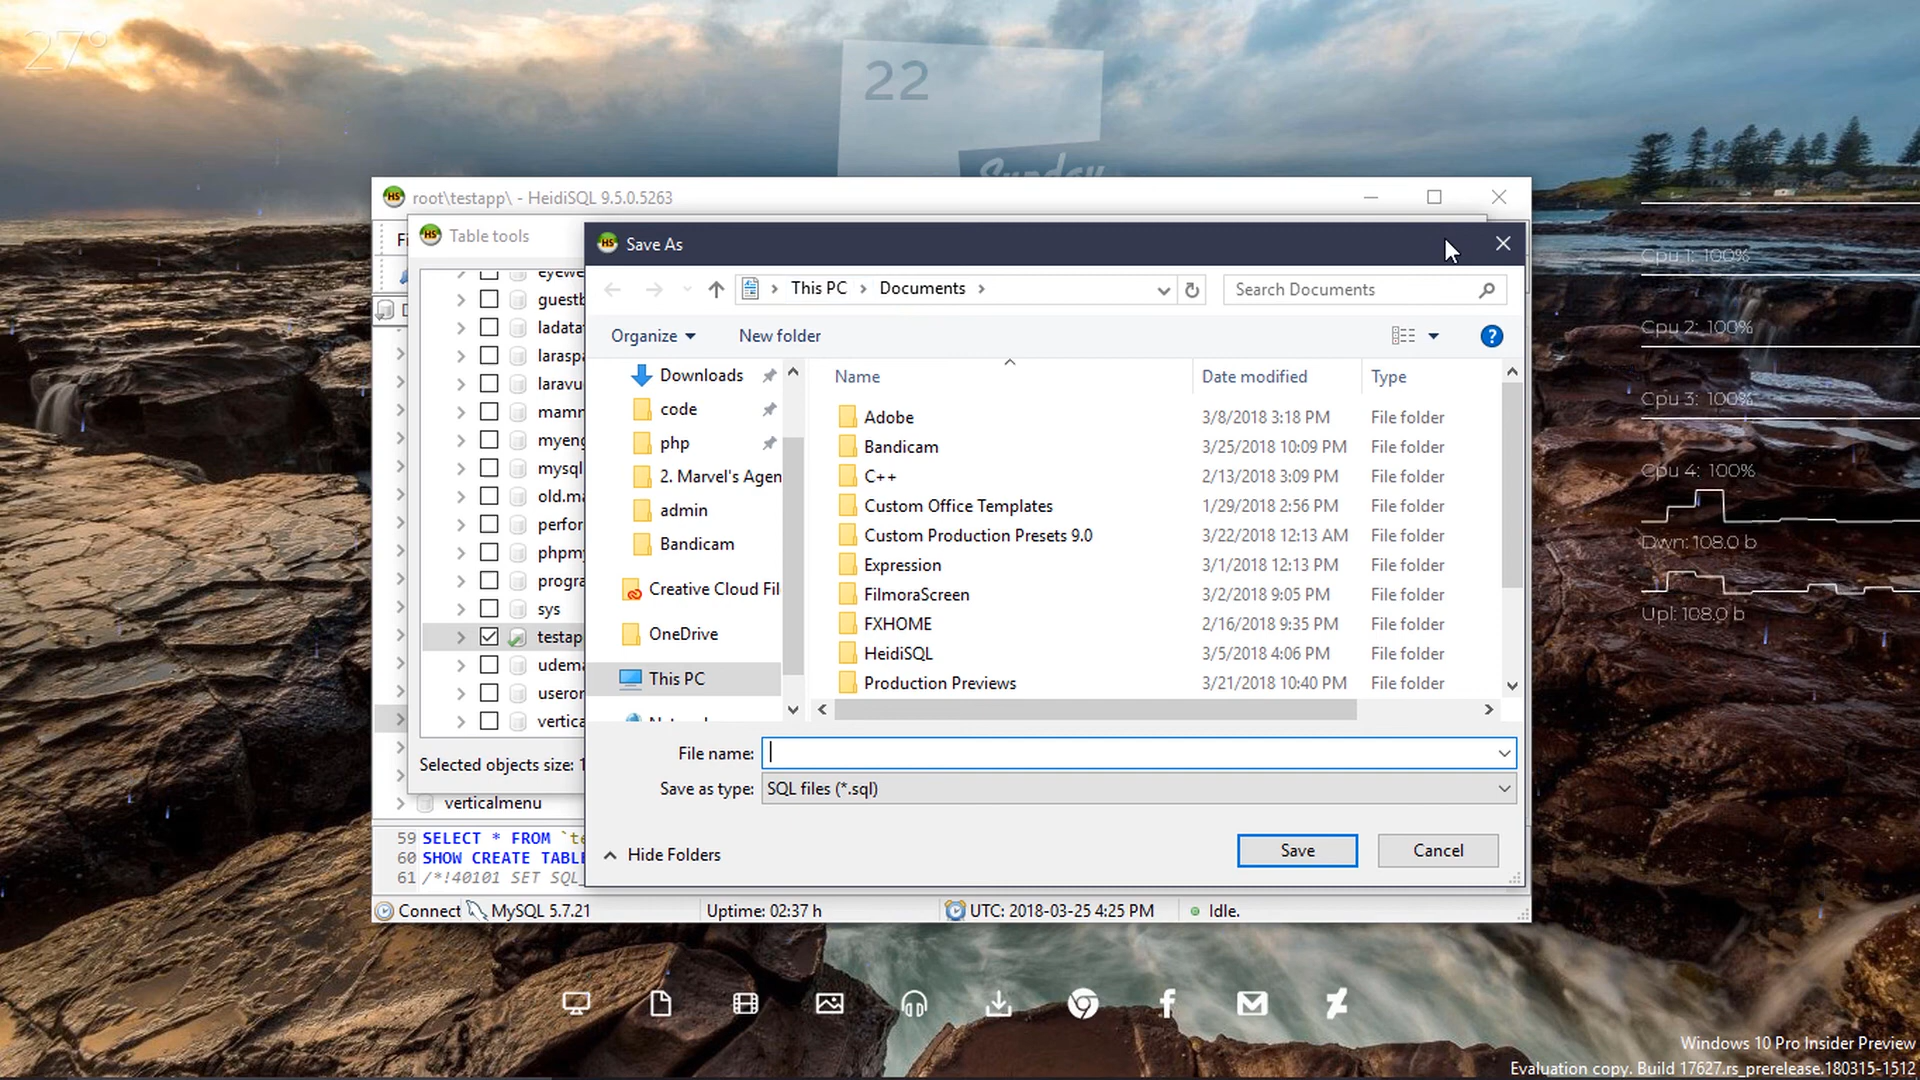 27°
22
Sunday
root\testapp\ - HeidiSQL 9.5.0.5263
Table tools
Save As
This PC
Documents
Search Documents
Organize
New folder
Downloads
code
php
2. Marvel's Agen
admin
Bandicam
Creative Cloud Fil
OneDrive
This PC
Name
Date modified
Type
Adobe 3/8/2018 3:18 PM File folder
Bandicam 3/25/2018 10:09 PM File folder
C++ 2/13/2018 3:09 PM File folder
Custom Office Templates 1/29/2018 2:56 PM File folder
Custom Production Presets 9.0 3/22/2018 12:13 AM File folder
Expression 3/1/2018 12:13 PM File folder
FilmoraScreen 3/2/2018 9:05 PM File folder
FXHOME 2/16/2018 9:35 PM File folder
HeidiSQL 3/5/2018 4:06 PM File folder
Production Previews 3/21/2018 10:40 PM File folder
File name:
Save as type: SQL files (*.sql)
Hide Folders
Save
Cancel
guestb
ladata
laraspa
laravu
mamm
myeng
mysql
old.ma
perfor
phpmy
progra
sys
testap
udema
useror
vertica
Selected objects size: 1
verticalmenu
59 SELECT * FROM `te
60 SHOW CREATE TABLE
61 /*!40101 SET SQL_
Connect
MySQL 5.7.21
Uptime: 02:37 h
UTC: 2018-03-25 4:25 PM
Idle.
Cpu 1: 100%
Cpu 2: 100%
Cpu 3: 100%
Cpu 4: 100%
Dwn: 108.0 b
Upl: 108.0 b
Windows 10 Pro Insider Preview
Evaluation copy. Build 17627.rs_prerelease.180315-1512